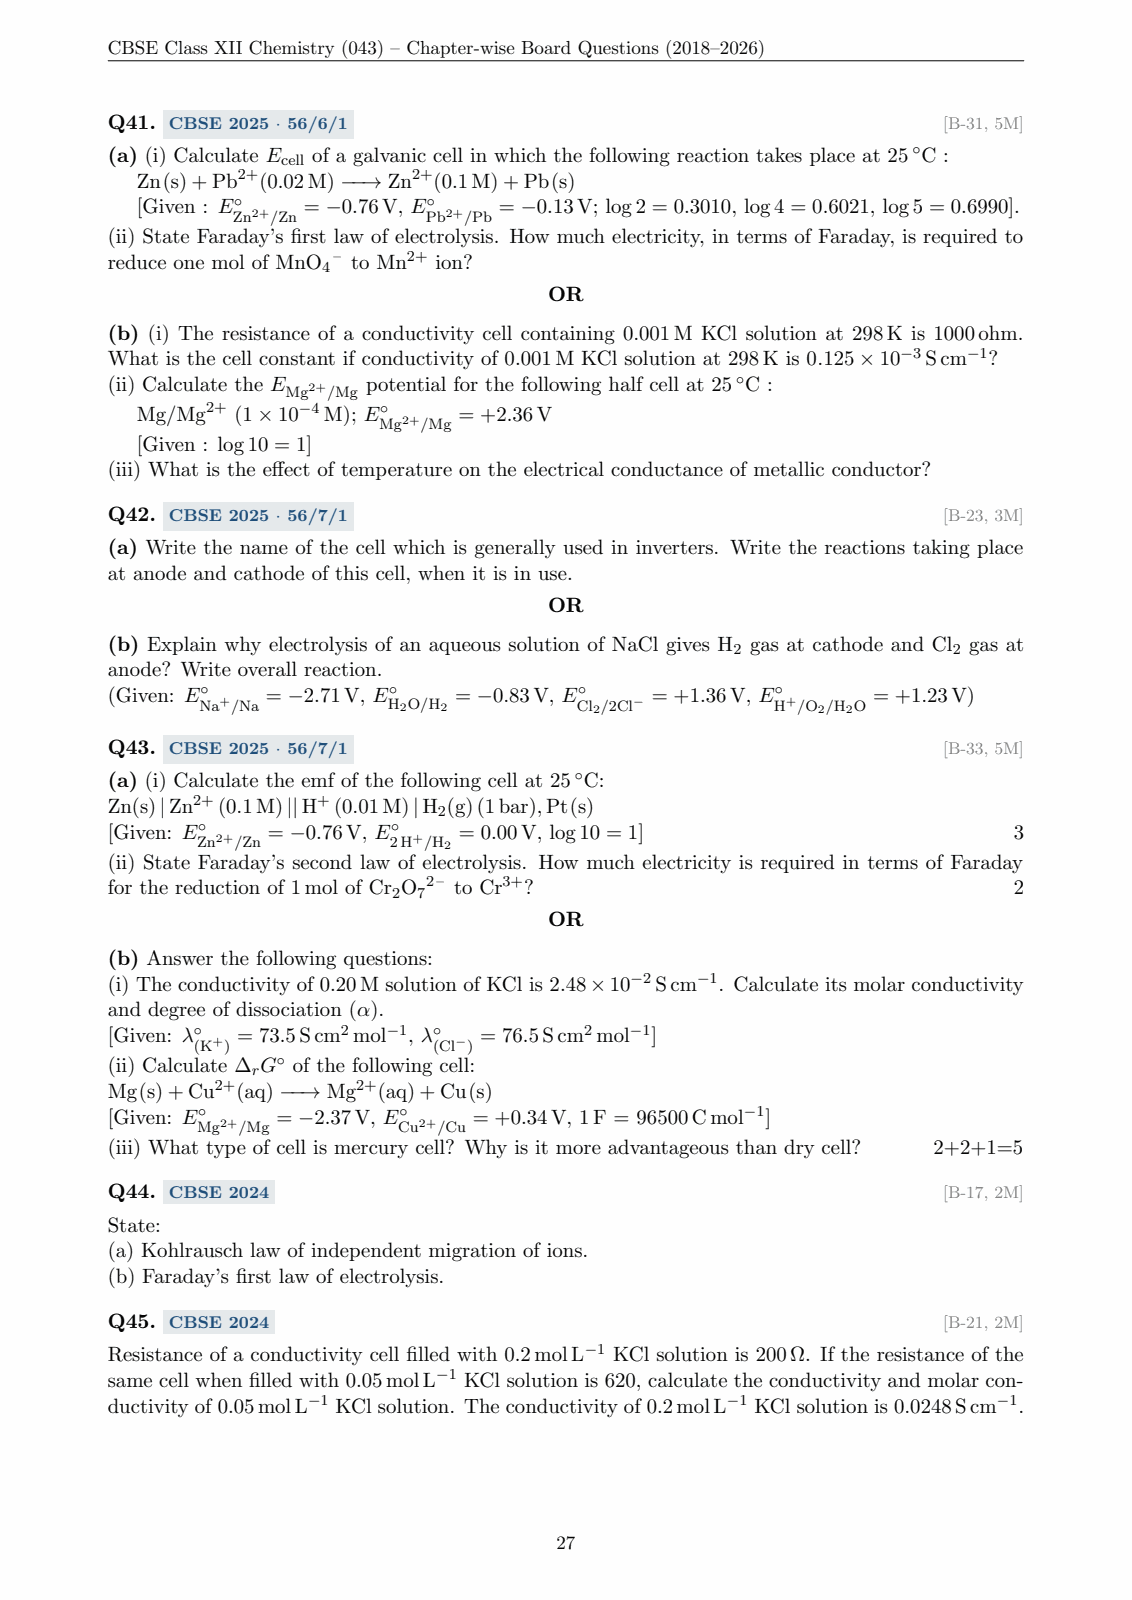 CBSE Class XII Chemistry (043) – Chapter-wise Board Questions (2018–2026)
Q41. CBSE 2025 · 56/6/1 [B-31, 5M]
(a) (i) Calculate E_cell of a galvanic cell in which the following reaction takes place at 25 °C :
Zn(s) + Pb²⁺(0.02 M) ⟶ Zn²⁺(0.1 M) + Pb(s)
[Given : E°_Zn²⁺/Zn = −0.76 V, E°_Pb²⁺/Pb = −0.13 V; log 2 = 0.3010, log 4 = 0.6021, log 5 = 0.6990].
(ii) State Faraday's first law of electrolysis. How much electricity, in terms of Faraday, is required to
reduce one mol of MnO₄⁻ to Mn²⁺ ion?
OR
(b) (i) The resistance of a conductivity cell containing 0.001 M KCl solution at 298 K is 1000 ohm.
What is the cell constant if conductivity of 0.001 M KCl solution at 298 K is 0.125 × 10⁻³ S cm⁻¹?
(ii) Calculate the E_Mg²⁺/Mg potential for the following half cell at 25 °C :
Mg/Mg²⁺ (1 × 10⁻⁴ M); E°_Mg²⁺/Mg = +2.36 V
[Given : log 10 = 1]
(iii) What is the effect of temperature on the electrical conductance of metallic conductor?
Q42. CBSE 2025 · 56/7/1 [B-23, 3M]
(a) Write the name of the cell which is generally used in inverters. Write the reactions taking place
at anode and cathode of this cell, when it is in use.
OR
(b) Explain why electrolysis of an aqueous solution of NaCl gives H₂ gas at cathode and Cl₂ gas at
anode? Write overall reaction.
(Given: E°_Na⁺/Na = −2.71 V, E°_H₂O/H₂ = −0.83 V, E°_Cl₂/2Cl⁻ = +1.36 V, E°_H⁺/O₂/H₂O = +1.23 V)
Q43. CBSE 2025 · 56/7/1 [B-33, 5M]
(a) (i) Calculate the emf of the following cell at 25 °C:
Zn(s) | Zn²⁺ (0.1 M) || H⁺ (0.01 M) | H₂(g) (1 bar), Pt(s)
[Given: E°_Zn²⁺/Zn = −0.76 V, E°_2 H⁺/H₂ = 0.00 V, log 10 = 1] 3
(ii) State Faraday's second law of electrolysis. How much electricity is required in terms of Faraday
for the reduction of 1 mol of Cr₂O₇²⁻ to Cr³⁺? 2
OR
(b) Answer the following questions:
(i) The conductivity of 0.20 M solution of KCl is 2.48 × 10⁻² S cm⁻¹. Calculate its molar conductivity
and degree of dissociation (α).
[Given: λ°_(K⁺) = 73.5 S cm² mol⁻¹, λ°_(Cl⁻) = 76.5 S cm² mol⁻¹]
(ii) Calculate Δ_rG° of the following cell:
Mg(s) + Cu²⁺(aq) ⟶ Mg²⁺(aq) + Cu(s)
[Given: E°_Mg²⁺/Mg = −2.37 V, E°_Cu²⁺/Cu = +0.34 V, 1 F = 96500 C mol⁻¹]
(iii) What type of cell is mercury cell? Why is it more advantageous than dry cell? 2+2+1=5
Q44. CBSE 2024 [B-17, 2M]
State:
(a) Kohlrausch law of independent migration of ions.
(b) Faraday's first law of electrolysis.
Q45. CBSE 2024 [B-21, 2M]
Resistance of a conductivity cell filled with 0.2 mol L⁻¹ KCl solution is 200 Ω. If the resistance of the
same cell when filled with 0.05 mol L⁻¹ KCl solution is 620, calculate the conductivity and molar con-
ductivity of 0.05 mol L⁻¹ KCl solution. The conductivity of 0.2 mol L⁻¹ KCl solution is 0.0248 S cm⁻¹.
27